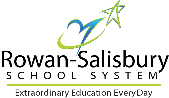 Rowan-Salisbury
SCHOOL SYSTEM
Extraordinary Education EveryDay